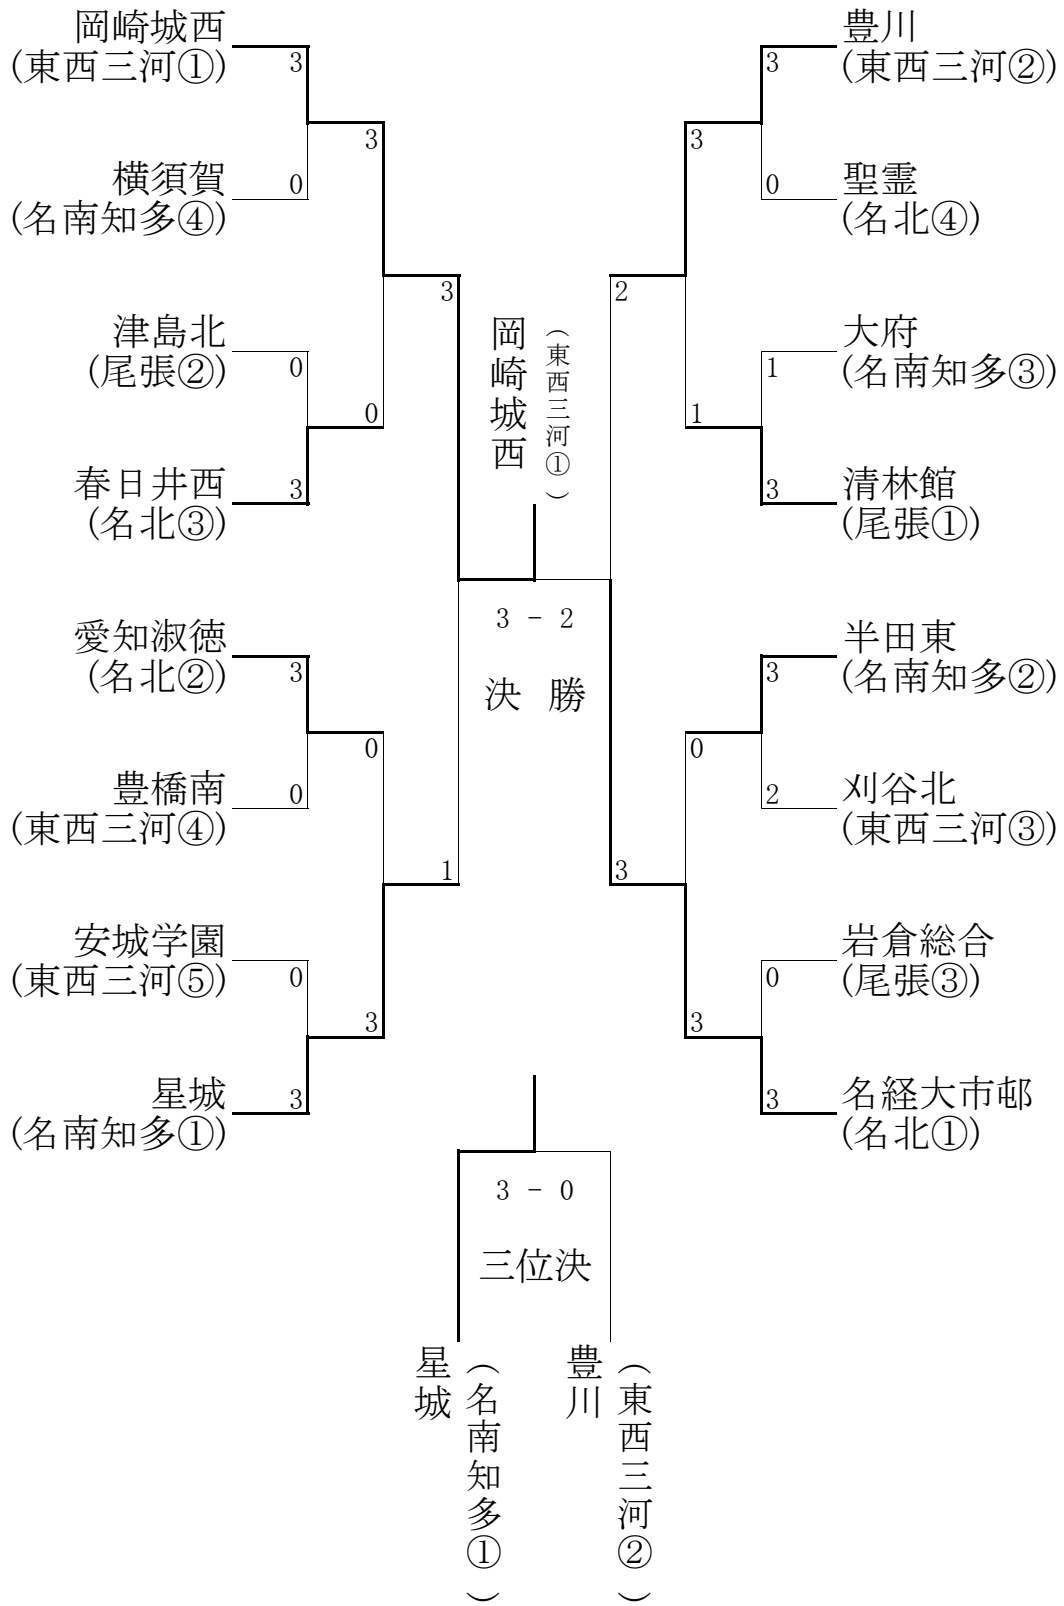 岡崎城西
(東西三河①)
3
横須賀
(名南知多④)
0
3
津島北
(尾張②)
0
春日井西
(名北③)
3
0
3
愛知淑徳
(名北②)
3
豊橋南
(東西三河④)
0
0
安城学園
(東西三河⑤)
0
星城
(名南知多①)
3
3
1
岡崎城西
(東西三河①)
3 - 2
決 勝
豊川
(東西三河②)
3
聖霊
(名北④)
0
3
大府
(名南知多③)
1
清林館
(尾張①)
3
1
2
半田東
(名南知多②)
3
刈谷北
(東西三河③)
2
0
岩倉総合
(尾張③)
0
名経大市邨
(名北①)
3
3
3
3 - 0
三位決
星城
(名南知多①)
豊川
(東西三河②)